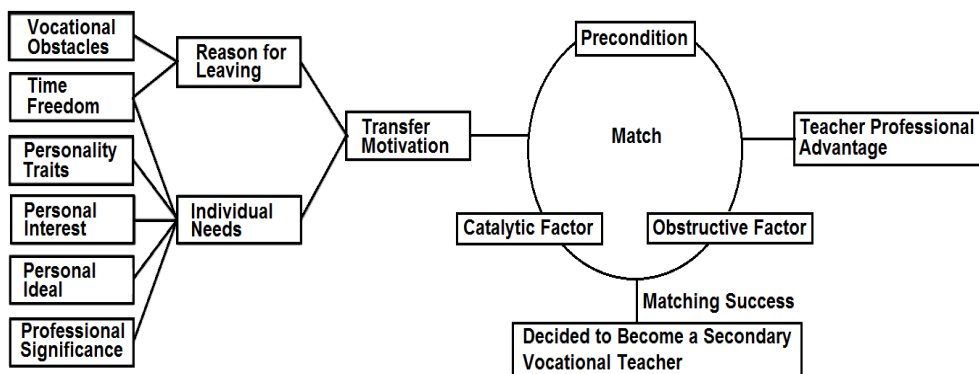 Vocational
Obstacles
Time
Freedom
Personality
Traits
Personal
Interest
Personal
Ideal
Professional
Significance
Reason for
Leaving
Individual
Needs
Transfer
Motivation
Precondition
Match
Catalytic Factor
Obstructive Factor
Teacher Professional
Advantage
Matching Success
Decided to Become a Secondary
Vocational Teacher